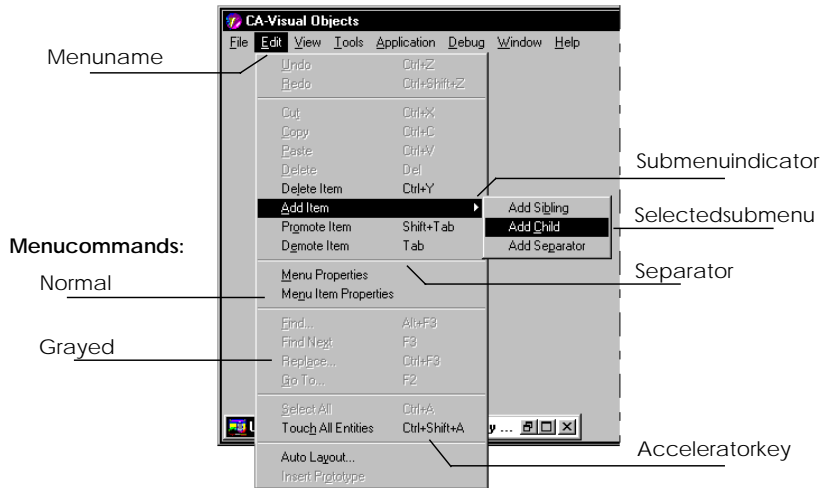 CA-Visual Objects
File Edit View Tools Application Debug Window Help
Menuname
Undo Ctrl+Z
Redo Ctrl+Shift+Z
Cut Ctrl+X
Copy Ctrl+C
Paste Ctrl+V
Delete Del
Delete Item Ctrl+Y
Submenuindicator
Add Item
Add Sibling
Add Child
Add Separator
Selectedsubmenu
Promote Item Shift+Tab
Demote Item Tab
Menucommands:
Separator
Menu Properties
Normal
Menu Item Properties
Find... Alt+F3
Find Next F3
Grayed
Replace... Ctrl+F3
Go To... F2
Select All Ctrl+A
Touch All Entities Ctrl+Shift+A
y ...
Acceleratorkey
Auto Layout...
Insert Prototype